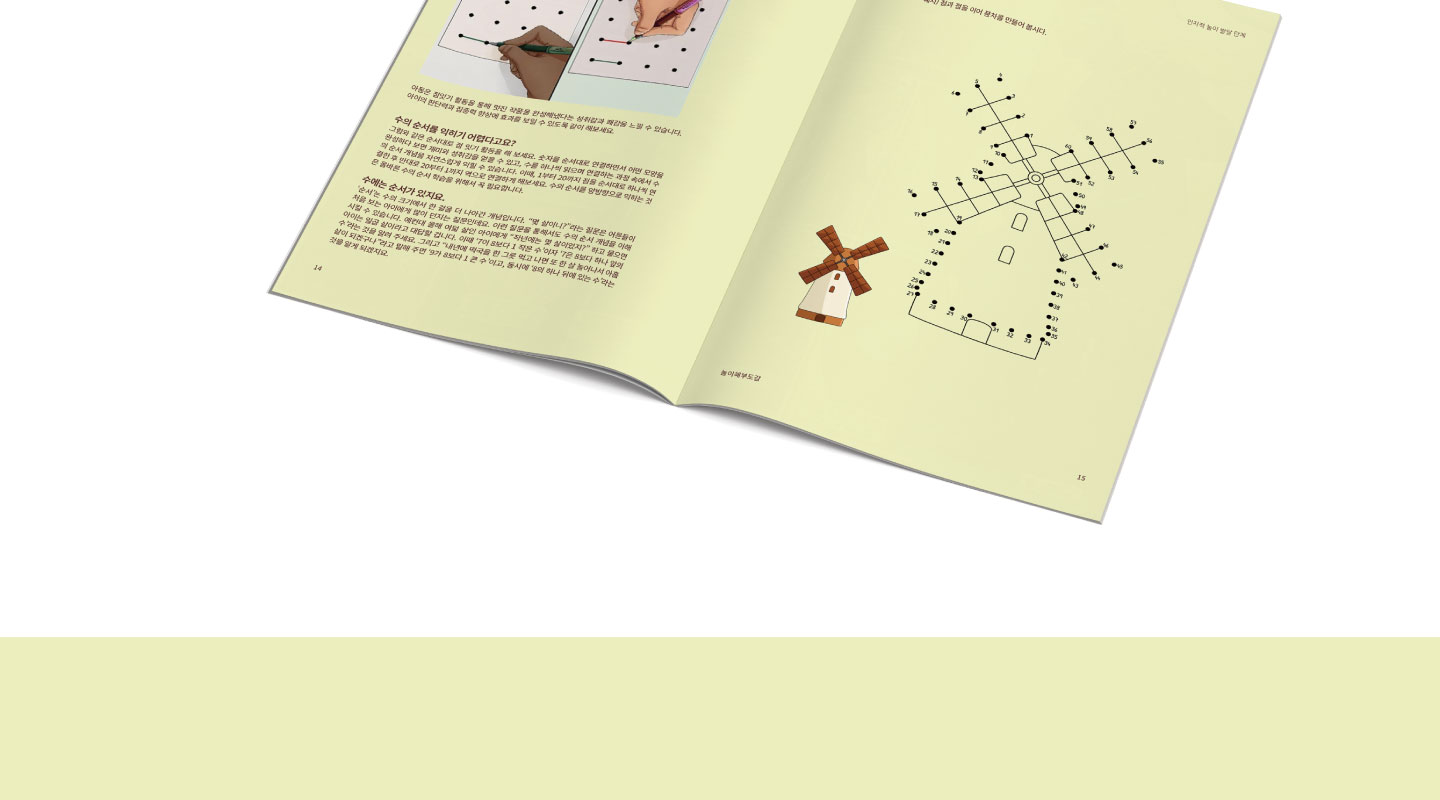 아동은 점잇기 활동을 통해 멋진 작품을 완성해냈다는 성취감과 쾌감을 느낄 수 있습니다.
아이의 판단력과 집중력 향상에 효과를 보일 수 있도록 같이 해보세요.
수의 순서를 익히기 어렵다고요?
그림과 같은 순서대로 점 잇기 활동을 해 보세요. 숫자를 순서대로 연결하면서 어떤 모양을
완성하다 보면 재미와 성취감을 얻을 수 있고, 수를 하나씩 읽으며 연결하는 과정 속에서 수
의 순서 개념을 자연스럽게 익힐 수 있습니다. 이때, 1부터 20까지 점을 순서대로 하나씩 연
결한 후 반대로 20부터 1까지 역으로 연결하게 해보세요. 수의 순서를 양방향으로 익히는 것
은 올바른 수의 순서 학습을 위해서 꼭 필요합니다.
수에는 순서가 있지요.
'순서'는 수의 크기에서 한 걸음 더 나아간 개념입니다. "몇 살이니?"라는 질문은 어른들이
처음 보는 아이에게 많이 던지는 질문인데요. 이런 질문을 통해서도 수의 순서 개념을 이해
시킬 수 있습니다. 예컨대 올해 여덟 살인 아이에게 "작년에는 몇 살이었지?" 하고 물으면
아이는 일곱 살이라고 대답할 겁니다. 이때 '7이 8보다 1 작은 수'이자 '7은 8보다 하나 앞의
수'라는 것을 알려 주세요. 그리고 "내년에 떡국을 한 그릇 먹고 나면 또 한 살 늘어나서 아홉
살이 되겠구나"라고 말해 주면 '9가 8보다 1 큰 수'이고, 동시에 '8의 하나 뒤에 있는 수'라는
것을 알게 되겠지요.
14
점과 점을 이어 풍차를 만들어 봅시다.
인지적 놀이 발달 단계
놀이해부도감
15